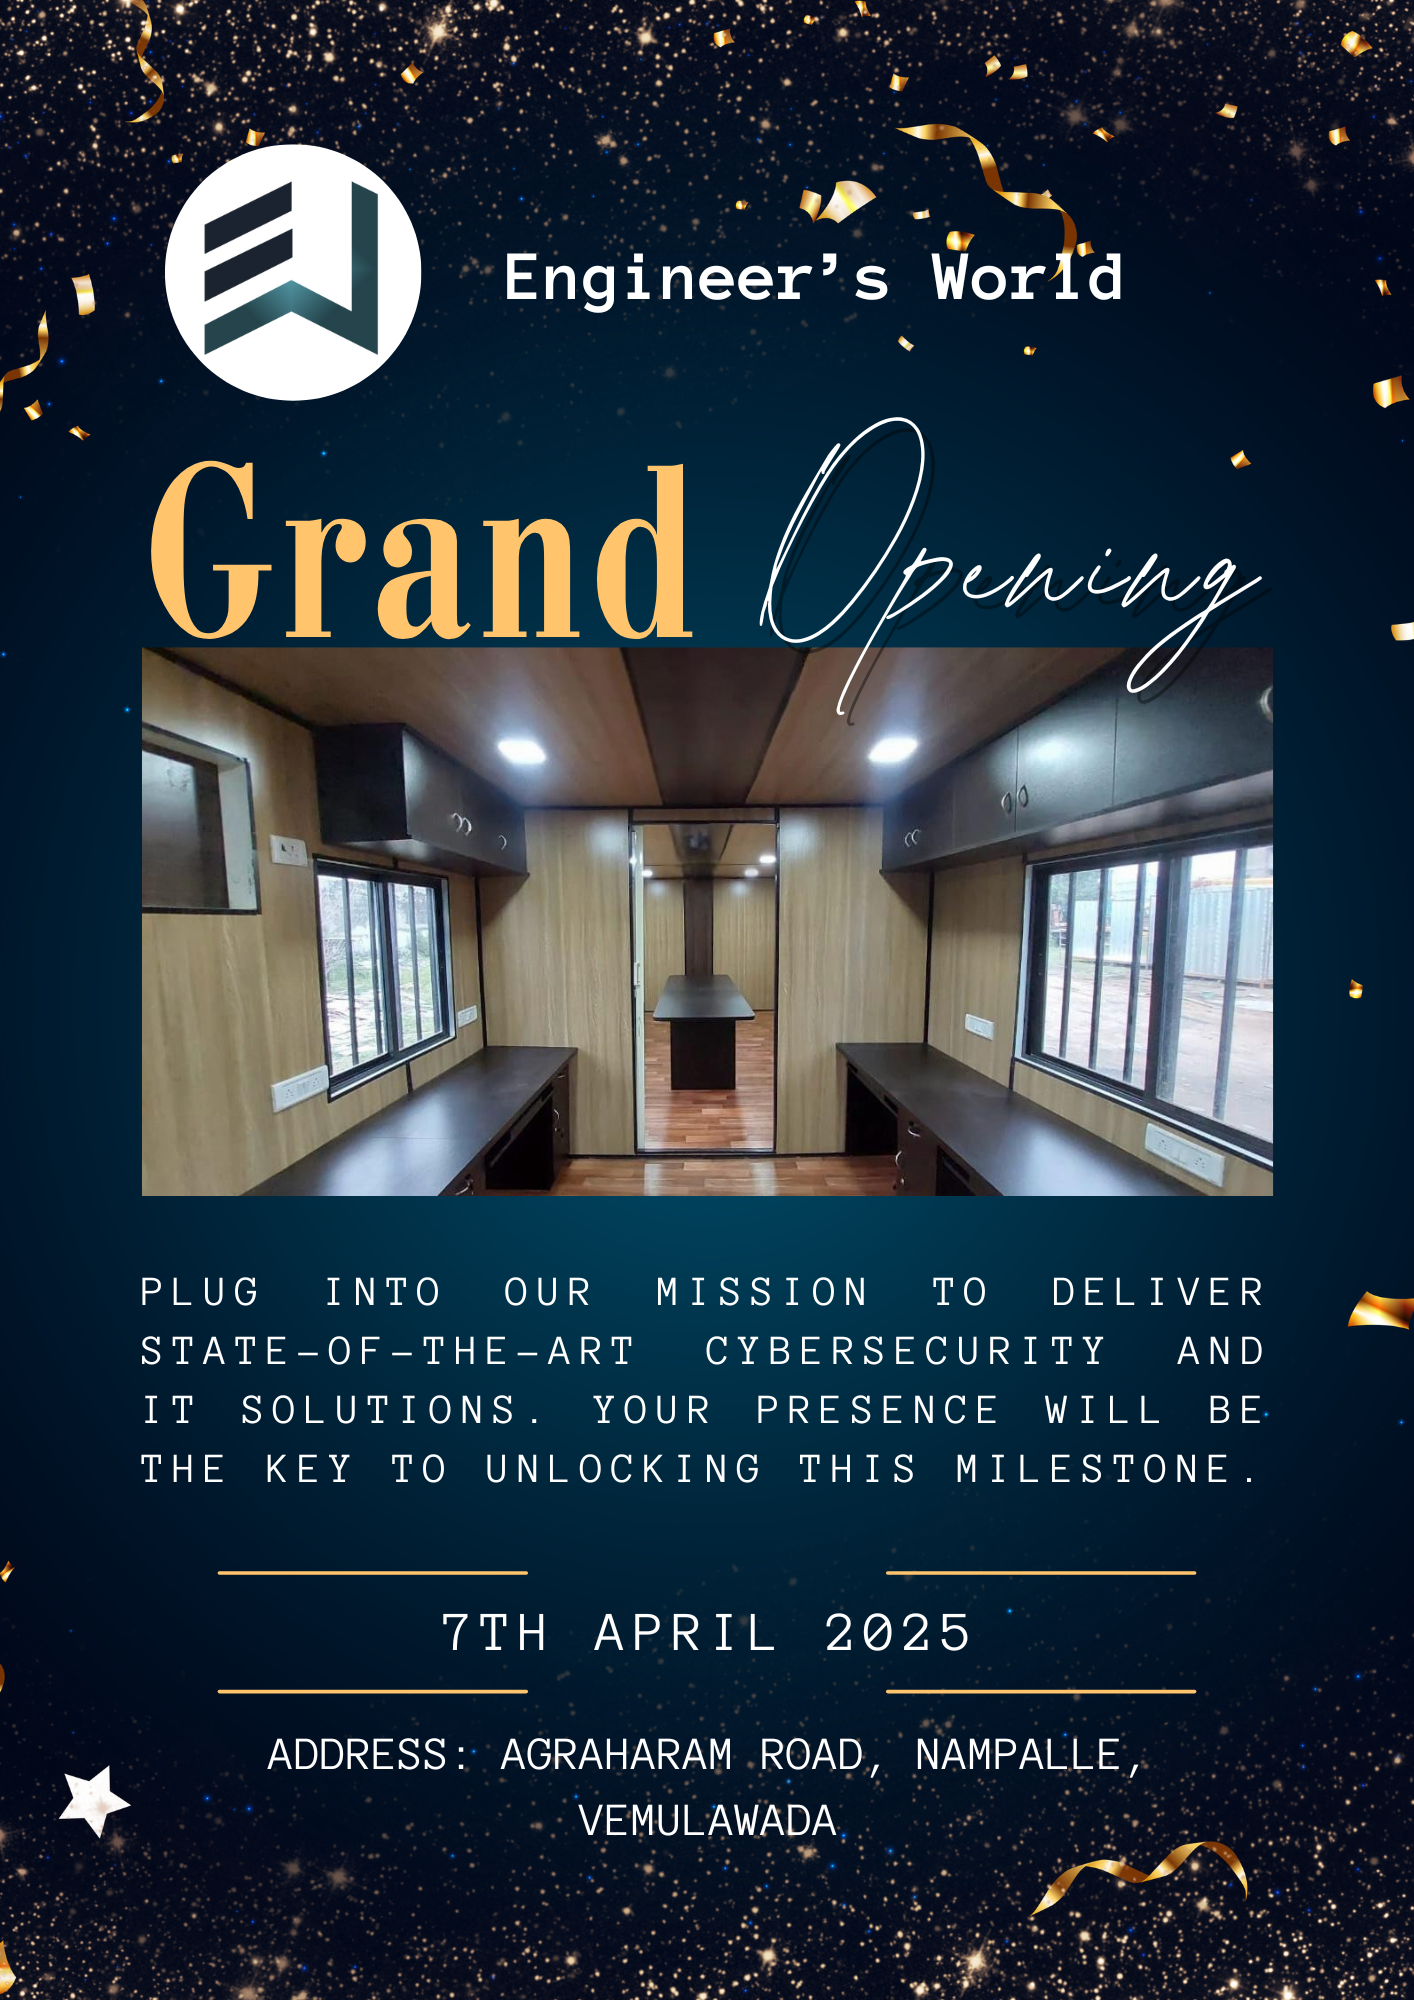 Engineer’s World
Grand Opening
PLUG INTO OUR MISSION TO DELIVER
STATE-OF-THE-ART CYBERSECURITY AND
IT SOLUTIONS. YOUR PRESENCE WILL BE
THE KEY TO UNLOCKING THIS MILESTONE.
7TH APRIL 2025
ADDRESS: AGRAHARAM ROAD, NAMPALLE,
VEMULAWADA